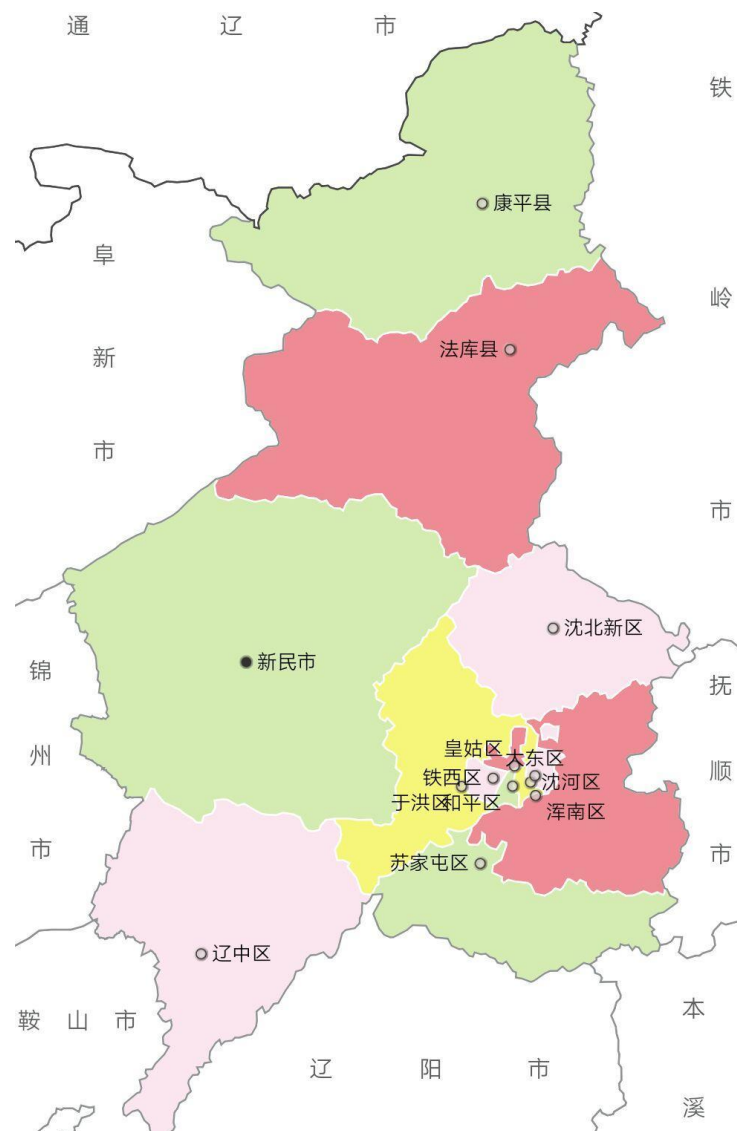 通辽市
铁岭市
康平县
阜新市
法库县
沈北新区
新民市
锦州市
抚顺市
皇姑区
大东区
铁西区
沈河区
于洪区
和平区
浑南区
苏家屯区
辽中区
鞍山市
本溪
辽阳市